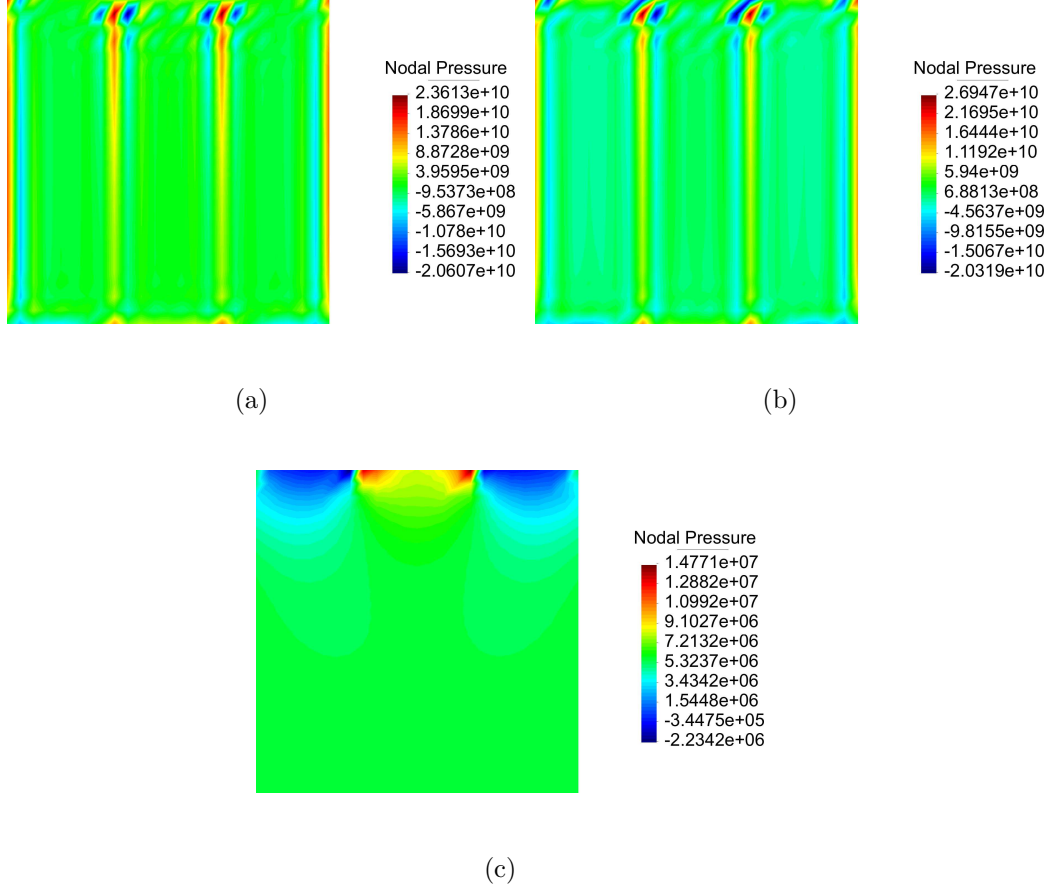 Nodal Pressure
2.3613e+10
1.8699e+10
1.3786e+10
8.8728e+09
3.9595e+09
-9.5373e+08
-5.867e+09
-1.078e+10
-1.5693e+10
-2.0607e+10
(a)
Nodal Pressure
2.6947e+10
2.1695e+10
1.6444e+10
1.1192e+10
5.94e+09
6.8813e+08
-4.5637e+09
-9.8155e+09
-1.5067e+10
-2.0319e+10
(b)
Nodal Pressure
1.4771e+07
1.2882e+07
1.0992e+07
9.1027e+06
7.2132e+06
5.3237e+06
3.4342e+06
1.5448e+06
-3.4475e+05
-2.2342e+06
(c)